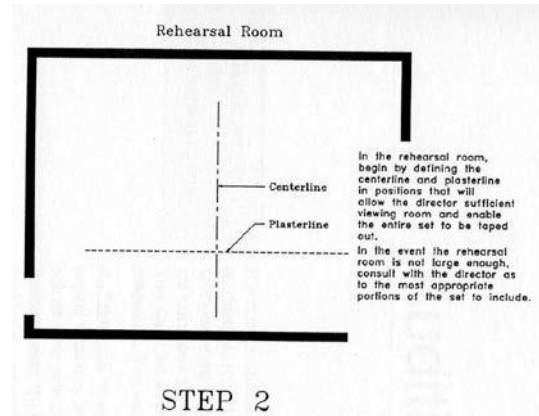 Rehearsal Room
Centerline
Plasterline
In the rehearsal room,
begin by defining the
centerline and plasterline
in positions that will
allow the director sufficient
viewing room and enable
the entire set to be taped
out.
In the event the rehearsal
room is not large enough,
consult with the director as
to the most appropriate
portions of the set to include.
STEP 2